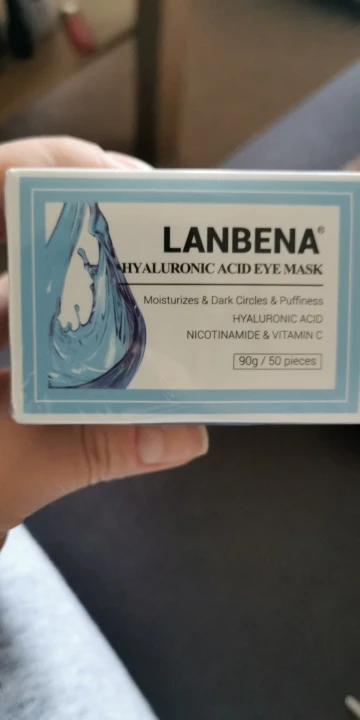 LANBENA®
HYALURONIC ACID EYE MASK
Moisturizes & Dark Circles & Puffiness
HYALURONIC ACID
NICOTINAMIDE & VITAMIN C
90g / 50 pieces